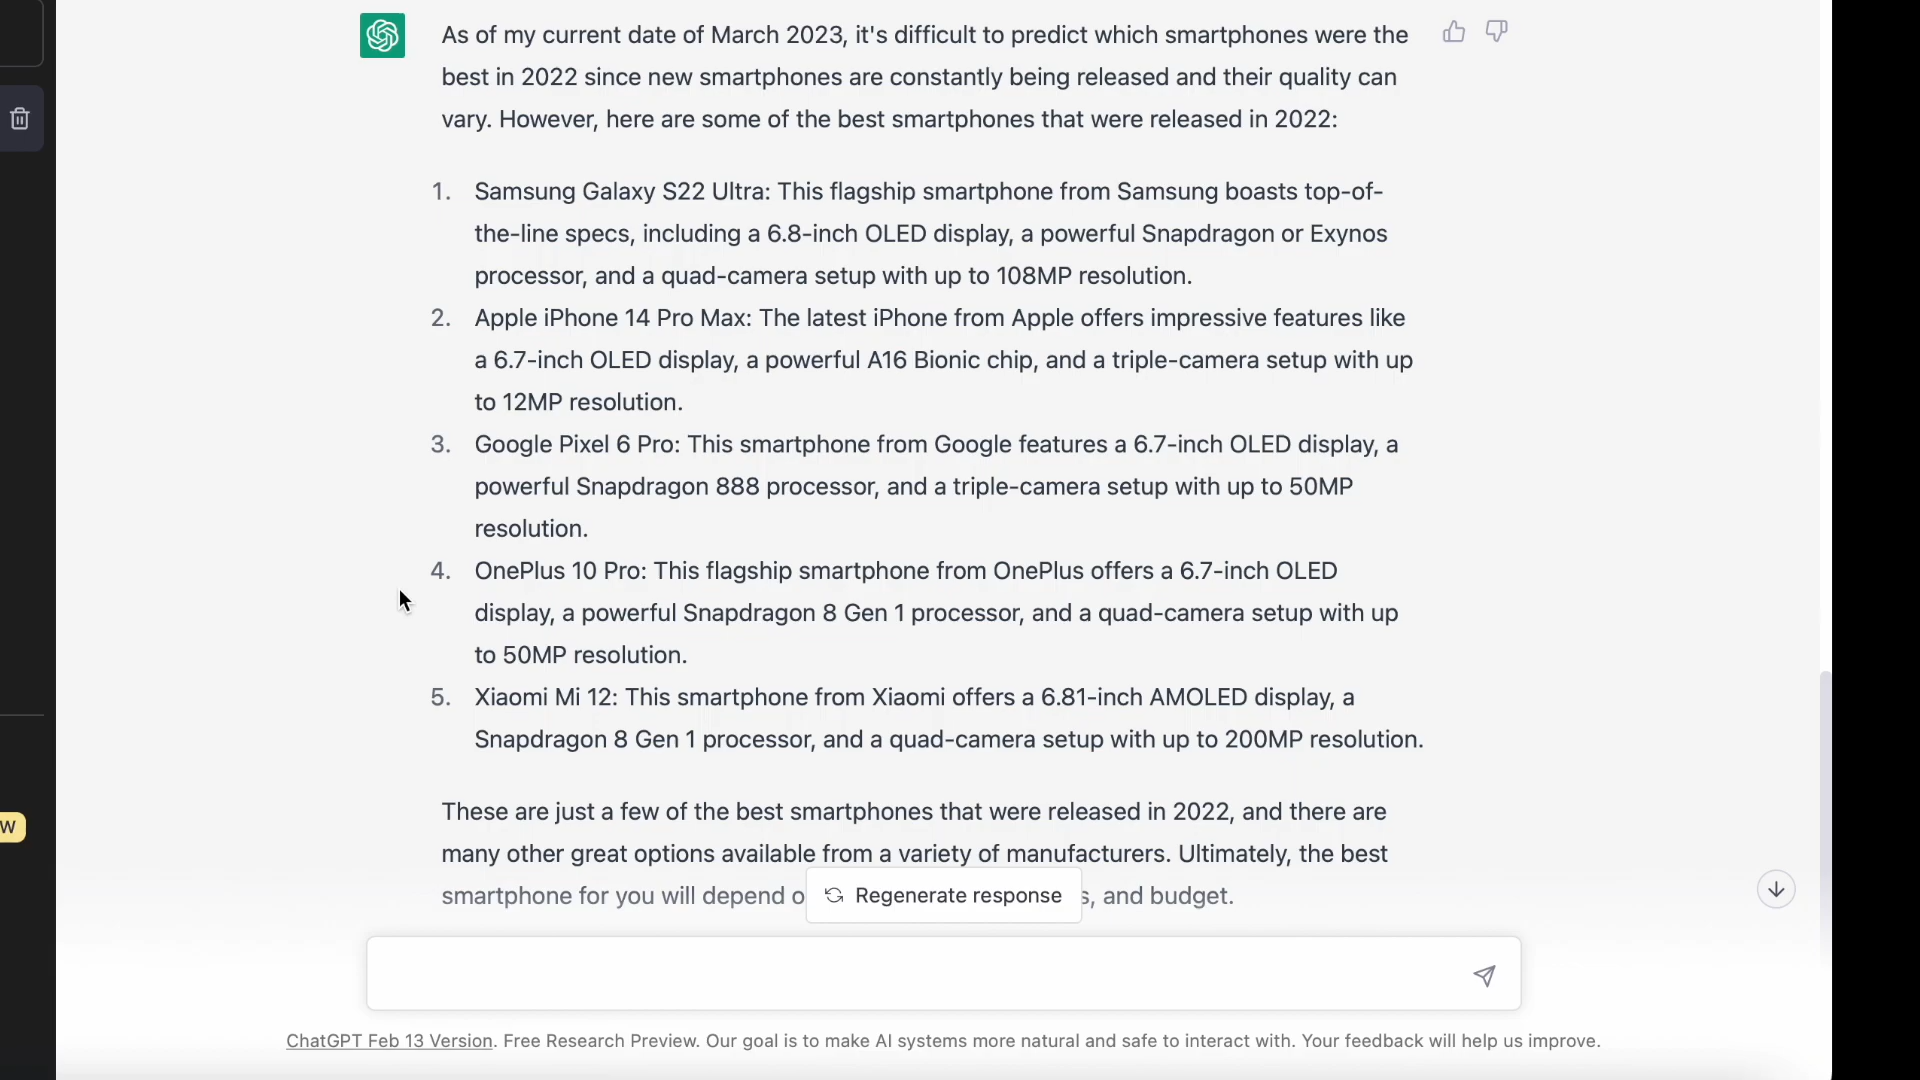 As of my current date of March 2023, it's difficult to predict which smartphones were the
best in 2022 since new smartphones are constantly being released and their quality can
vary. However, here are some of the best smartphones that were released in 2022:
1. Samsung Galaxy S22 Ultra: This flagship smartphone from Samsung boasts top-of-
the-line specs, including a 6.8-inch OLED display, a powerful Snapdragon or Exynos
processor, and a quad-camera setup with up to 108MP resolution.
2. Apple iPhone 14 Pro Max: The latest iPhone from Apple offers impressive features like
a 6.7-inch OLED display, a powerful A16 Bionic chip, and a triple-camera setup with up
to 12MP resolution.
3. Google Pixel 6 Pro: This smartphone from Google features a 6.7-inch OLED display, a
powerful Snapdragon 888 processor, and a triple-camera setup with up to 50MP
resolution.
4. OnePlus 10 Pro: This flagship smartphone from OnePlus offers a 6.7-inch OLED
display, a powerful Snapdragon 8 Gen 1 processor, and a quad-camera setup with up
to 50MP resolution.
5. Xiaomi Mi 12: This smartphone from Xiaomi offers a 6.81-inch AMOLED display, a
Snapdragon 8 Gen 1 processor, and a quad-camera setup with up to 200MP resolution.
These are just a few of the best smartphones that were released in 2022, and there are
W
many other great options available from a variety of manufacturers. Ultimately, the best
smartphone for you will depend o Regenerate response s, and budget.
ChatGPT Feb 13 Version. Free Research Preview. Our goal is to make AI systems more natural and safe to interact with. Your feedback will help us improve.